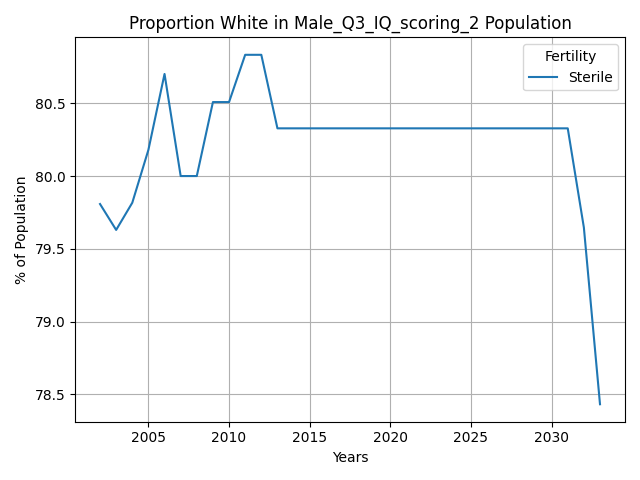 Proportion White in Male_Q3_IQ_scoring_2 Population
Fertility
Sterile
80.5
80.0
79.5
79.0
78.5
% of Population
2005 2010 2015 2020 2025 2030
Years